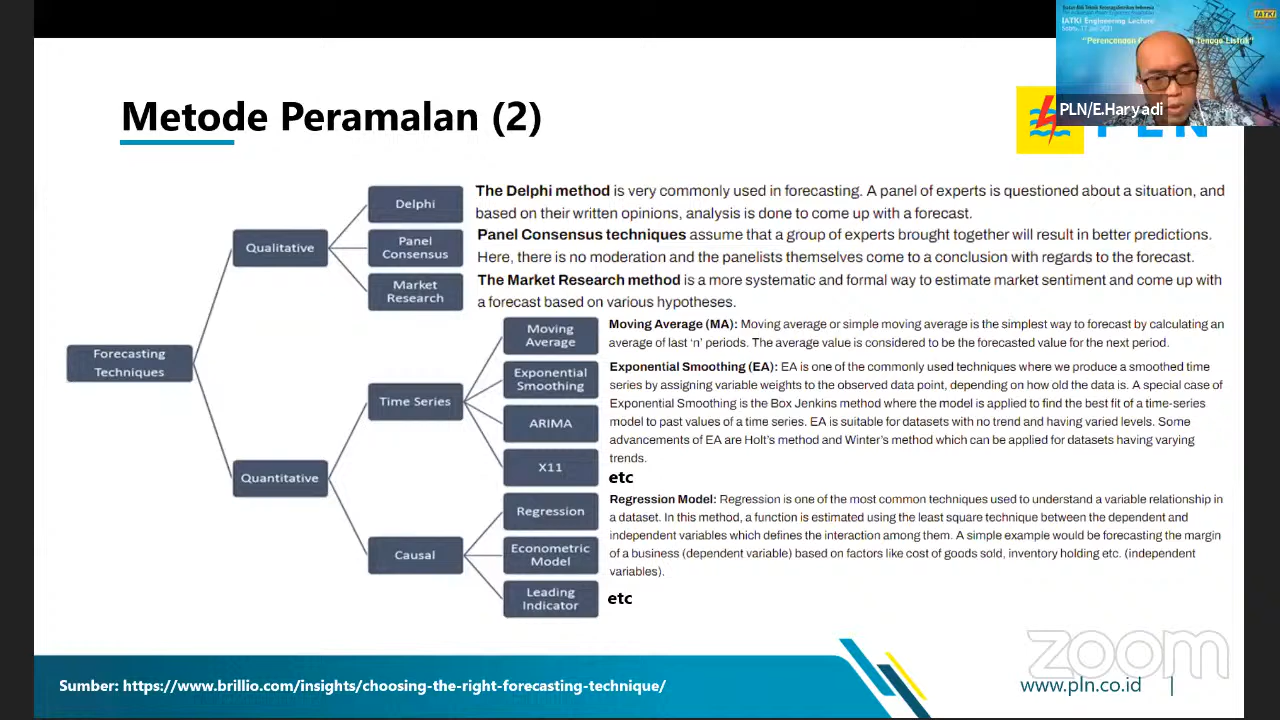 IATKI
IATKI Engineering Lecture
Tenaga Listrik"
PLN/E.Haryadi
Metode Peramalan (2)
PLN
Forecasting
Techniques
Qualitative
Delphi
The Delphi method is very commonly used in forecasting. A panel of experts is questioned about a situation, and
based on their written opinions, analysis is done to come up with a forecast.
Panel
Consensus
Panel Consensus techniques assume that a group of experts brought together will result in better predictions.
Here, there is no moderation and the panelists themselves come to a conclusion with regards to the forecast.
Market
Research
The Market Research method is a more systematic and formal way to estimate market sentiment and come up with
a forecast based on various hypotheses.
Quantitative
Time Series
Moving
Average
Moving Average (MA): Moving average or simple moving average is the simplest way to forecast by calculating an
average of last ‘n’ periods. The average value is considered to be the forecasted value for the next period.
Exponential
Smoothing
Exponential Smoothing (EA): EA is one of the commonly used techniques where we produce a smoothed time
series by assigning variable weights to the observed data point, depending on how old the data is. A special case of
Exponential Smoothing is the Box Jenkins method where the model is applied to find the best fit of a time-series
model to past values of a time series. EA is suitable for datasets with no trend and having varied levels. Some
advancements of EA are Holt’s method and Winter’s method which can be applied for datasets having varying
trends.
ARIMA
X11
etc
Causal
Regression
Regression Model: Regression is one of the most common techniques used to understand a variable relationship in
a dataset. In this method, a function is estimated using the least square technique between the dependent and
independent variables which defines the interaction among them. A simple example would be forecasting the margin
of a business (dependent variable) based on factors like cost of goods sold, inventory holding etc. (independent
variables).
Econometric
Model
Leading
Indicator
etc
zoom
Sumber: https://www.brillio.com/insights/choosing-the-right-forecasting-technique/
www.pln.co.id